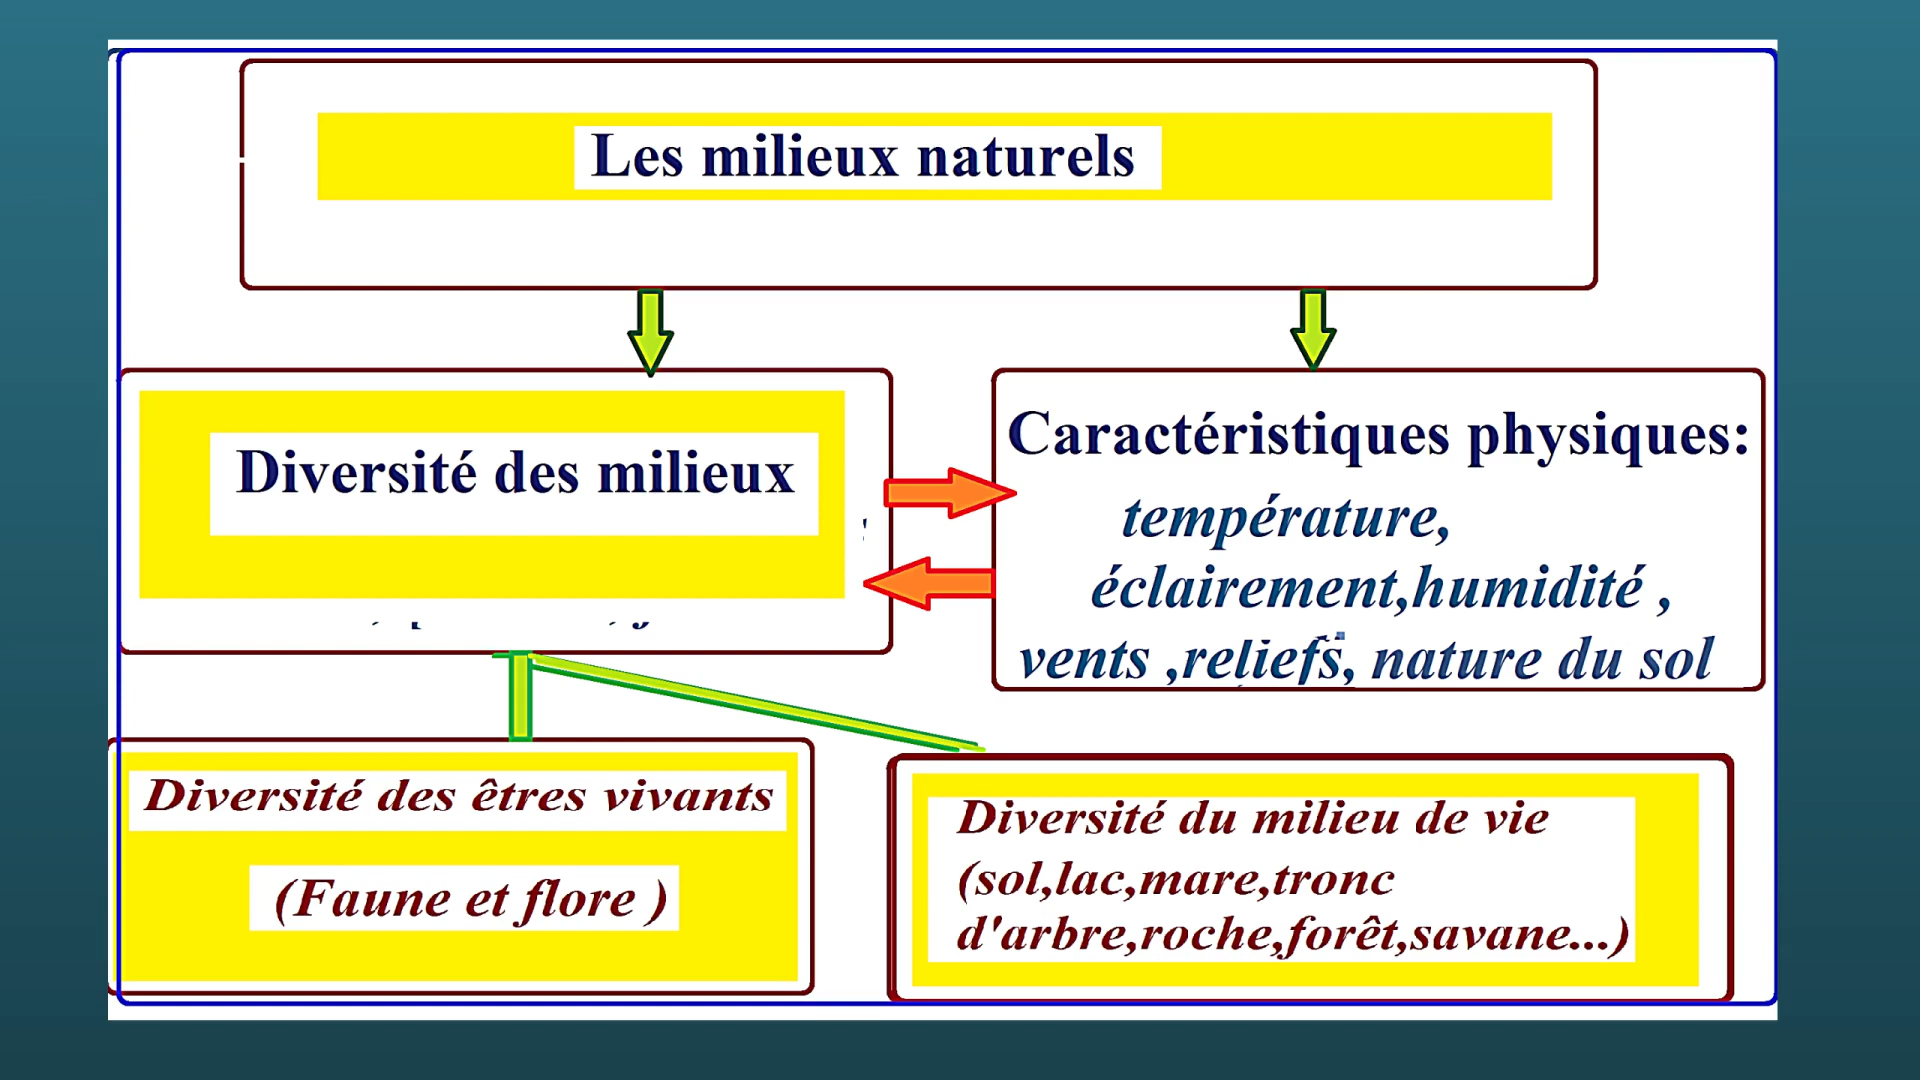 Les milieux naturels
Diversité des milieux
Caractéristiques physiques:
température,
éclairement,humidité ,
vents ,reliefs, nature du sol
Diversité des êtres vivants
(Faune et flore )
Diversité du milieu de vie
(sol,lac,mare,tronc
d'arbre,roche,forêt,savane...)